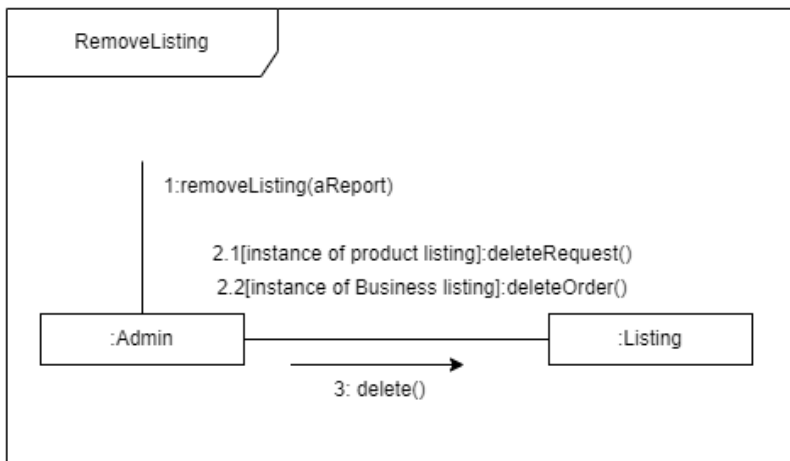 RemoveListing
1:removeListing(aReport)
2.1[instance of product listing]:deleteRequest()
2.2[instance of Business listing]:deleteOrder()
:Admin
:Listing
3: delete()